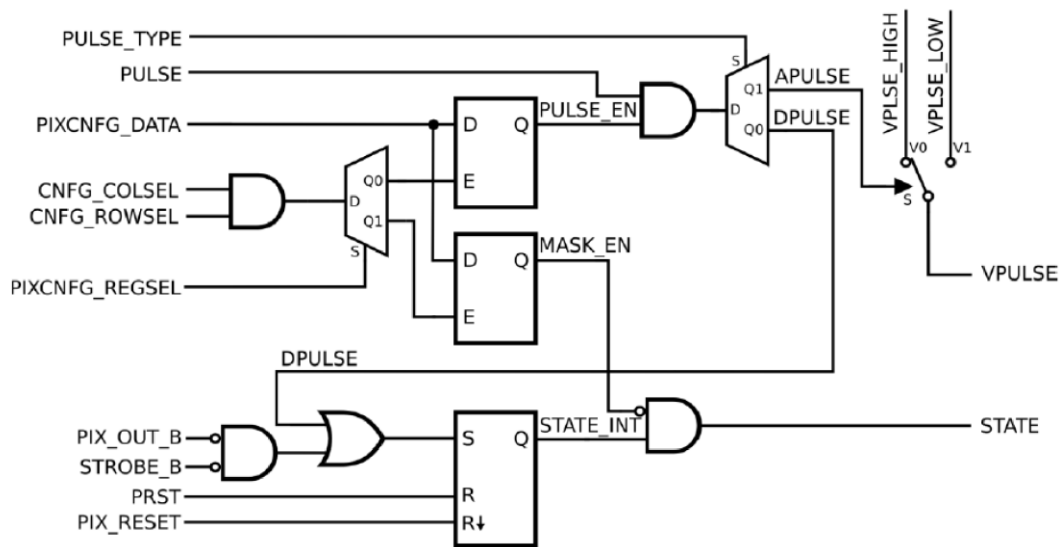 PULSE_TYPE
PULSE
PIXCNFG_DATA
CNFG_COLSEL
CNFG_ROWSEL
PIXCNFG_REGSEL
D
Q0
Q1
S
D
Q
E
PULSE_EN
D
Q
E
MASK_EN
S
D
Q1
Q0
APULSE
DPULSE
VPLSE_HIGH
VPLSE_LOW
V0
V1
S
VPULSE
DPULSE
PIX_OUT_B
STROBE_B
PRST
PIX_RESET
S
Q
R
R↓
STATE_INT
STATE